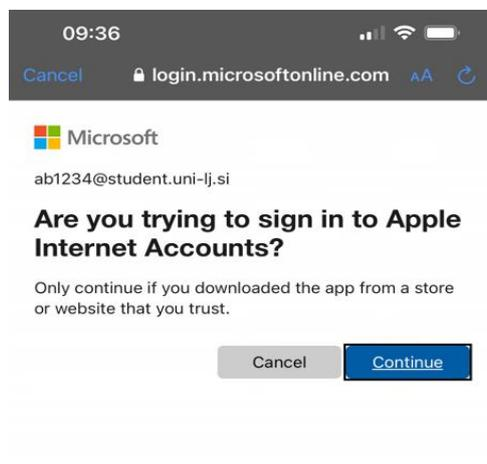 09:36
Cancel login.microsoftonline.com AA
Microsoft
ab1234@student.uni-lj.si
Are you trying to sign in to Apple
Internet Accounts?
Only continue if you downloaded the app from a store
or website that you trust.
Cancel Continue